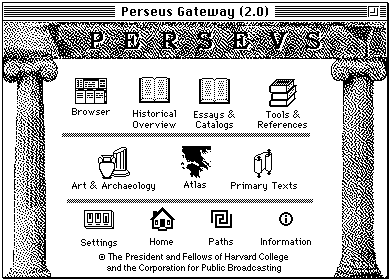 Perseus Gateway (2.0)
PERSEVS
Browser
Historical Overview
Essays & Catalogs
Tools & References
Art & Archaeology
Atlas
Primary Texts
Settings
Home
Paths
Information
© The President and Fellows of Harvard College
and the Corporation for Public Broadcasting